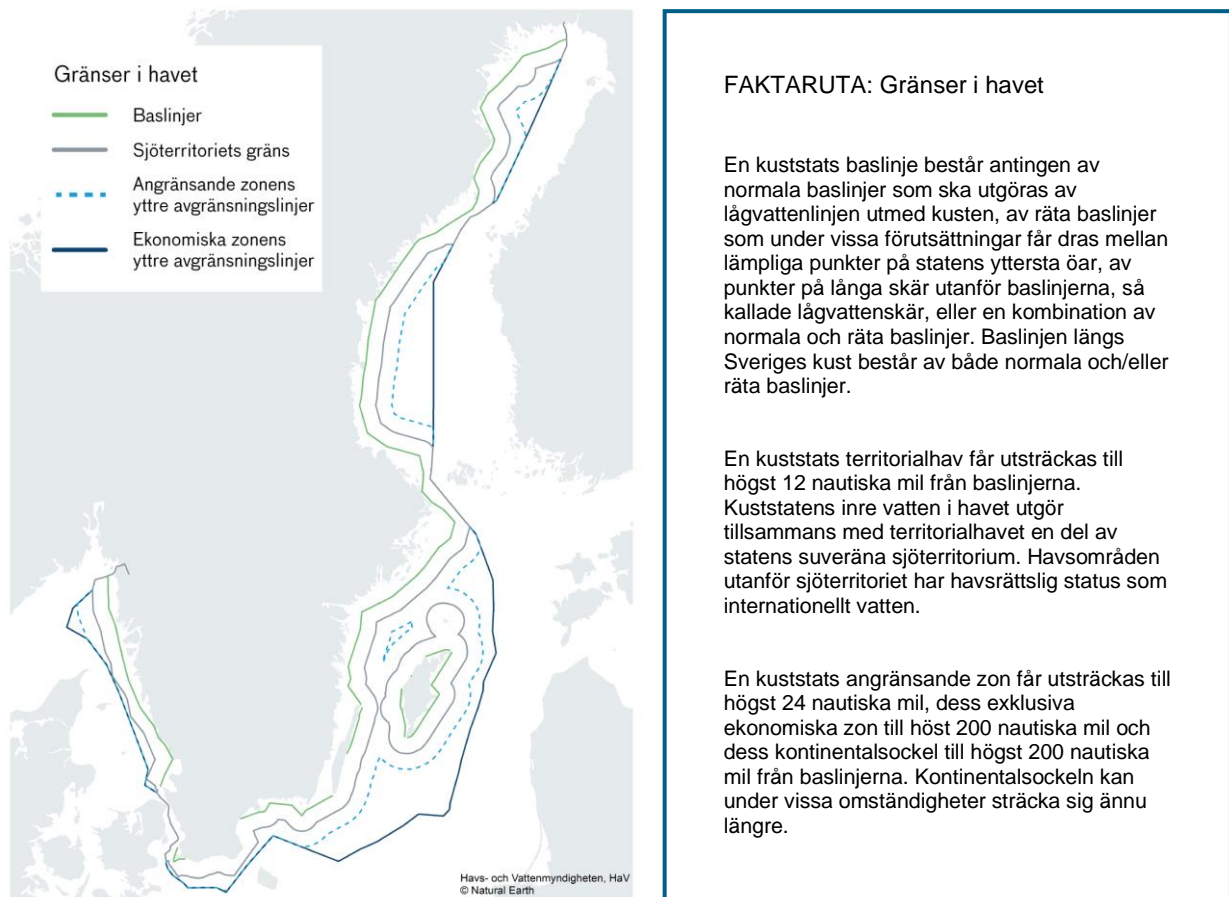 Gränser i havet
Baslinjer
Sjöterritoriets gräns
Angränsande zonens
yttre avgränsningslinjer
Ekonomiska zonens
yttre avgränsningslinjer
Havs- och Vattenmyndigheten, HaV
© Natural Earth
FAKTARUTA: Gränser i havet
En kuststats baslinje består antingen av
normala baslinjer som ska utgöras av
lågvattenlinjen utmed kusten, av räta baslinjer
som under vissa förutsättningar får dras mellan
lämpliga punkter på statens yttersta öar, av
punkter på långa skär utanför baslinjerna, så
kallade lågvattenskär, eller en kombination av
normala och räta baslinjer. Baslinjen längs
Sveriges kust består av både normala och/eller
räta baslinjer.
En kuststats territorialhav får utsträckas till
högst 12 nautiska mil från baslinjerna.
Kuststatens inre vatten i havet utgör
tillsammans med territorialhavet en del av
statens suveräna sjöterritorium. Havsområden
utanför sjöterritoriet har havsrättslig status som
internationellt vatten.
En kuststats angränsande zon får utsträckas till
högst 24 nautiska mil, dess exklusiva
ekonomiska zon till höst 200 nautiska mil och
dess kontinentalsockel till högst 200 nautiska
mil från baslinjerna. Kontinentalsockeln kan
under vissa omständigheter sträcka sig ännu
längre.